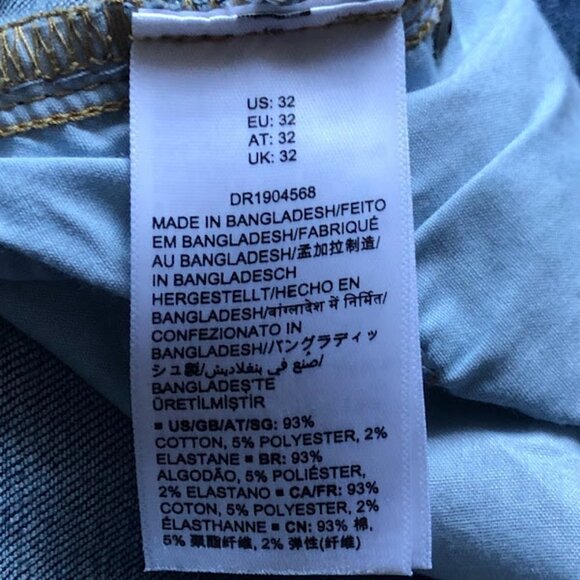 US: 32
EU: 32
AT: 32
UK: 32
DR1904568
MADE IN BANGLADESH/FEITO
EM BANGLADESH/FABRIQUÉ
AU BANGLADESH/孟加拉制造/
IN BANGLADESCH
HERGESTELLT/HECHO EN
BANGLADESH/बांग्लादेश में निर्मित/
CONFEZIONATO IN
BANGLADESH//バングラディッ
シュ製/صُنع في بنغلاديش/
BANGLADEŞ'TE
ÜRETİLMİŞTİR
■ US/GB/AT/SG: 93%
COTTON, 5% POLYESTER, 2%
ELASTANE ■ BR: 93%
ALGODÃO, 5% POLIÉSTER,
2% ELASTANO ■ CA/FR: 93%
COTON, 5% POLYESTER, 2%
ÉLASTHANNE ■ CN: 93% 棉,
5% 聚酯纤维, 2% 弹性(纤维)